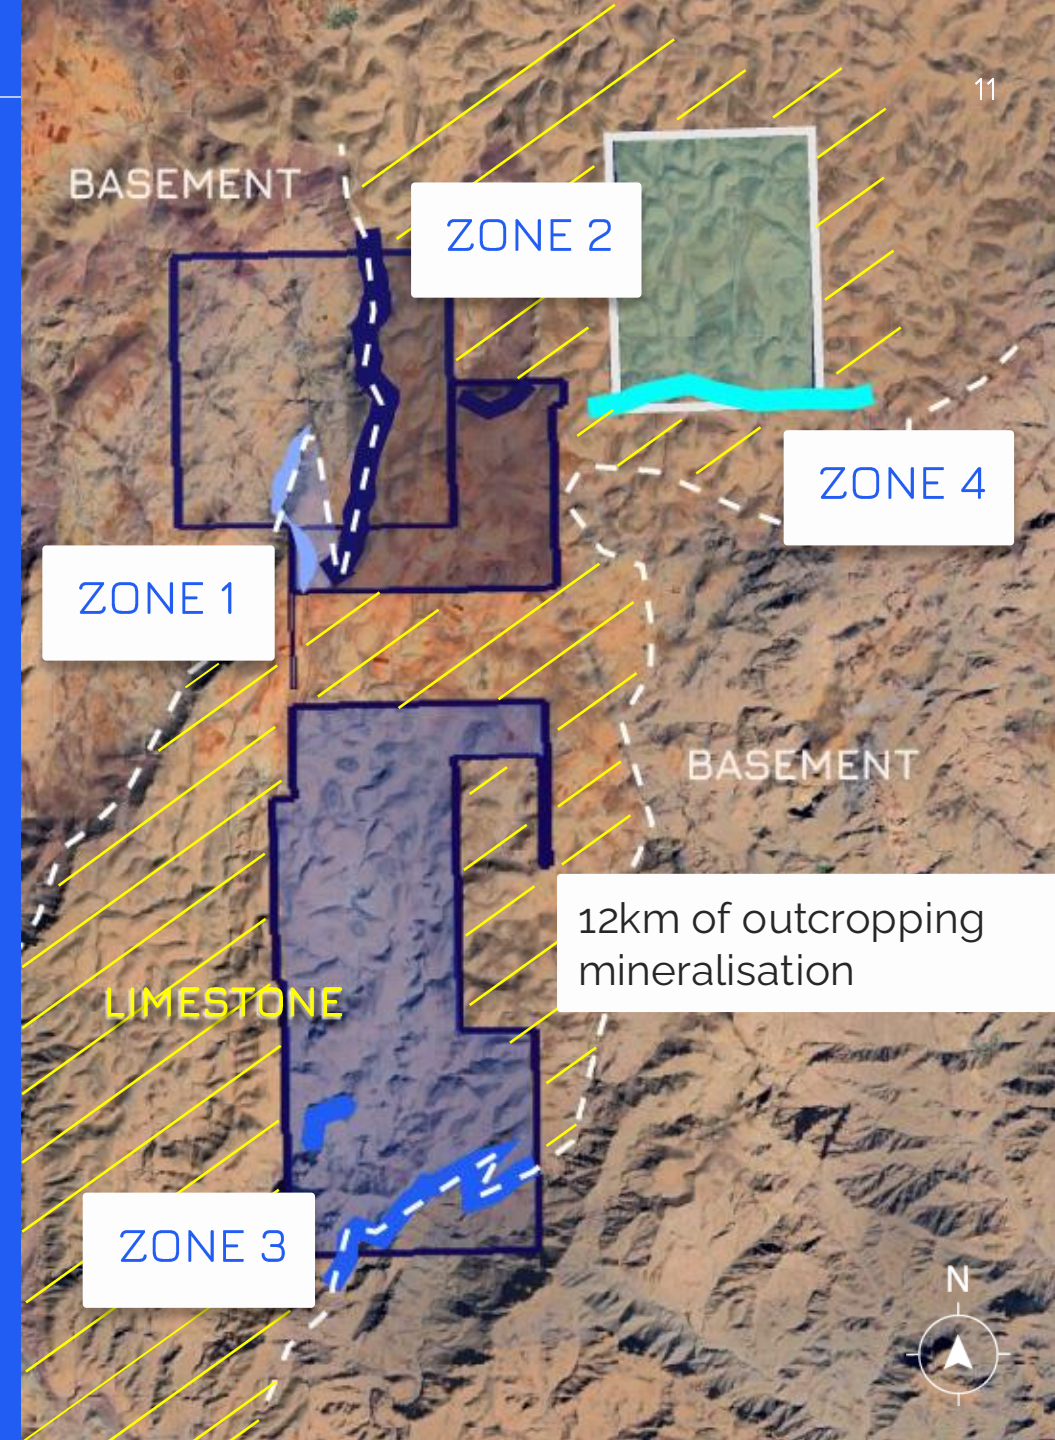 11
BASEMENT
ZONE 2
ZONE 4
ZONE 1
BASEMENT
12km of outcropping
mineralisation
LIMESTONE
ZONE 3
N